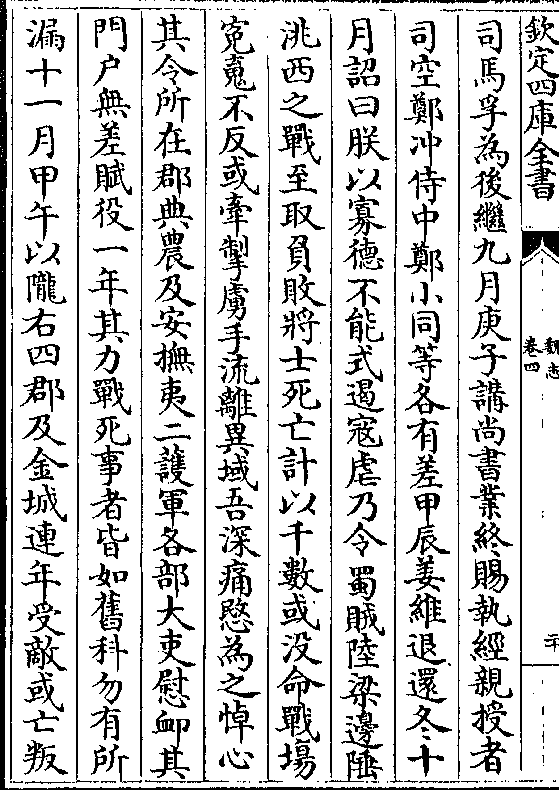 欽定四庫全書
魏志
卷四
二十
司馬孚為後繼九月庚子講尚書業終賜執經親授者
司空鄭冲侍中鄭小同等各有差甲辰姜維退還冬十
月詔曰朕以寡德不能式遏寇虐乃令蜀賊陸梁邊陲
洮西之戰至取負敗將士死亡計以千數或没命戰塲
寃䰟不反或牽掣虜手流離異域吾深痛愍為之悼心
其令所在郡典農及安撫夷二䕶軍各部大吏慰䘏其
門户無差賦役一年其力戰死事者皆如舊科勿有所
漏十一月甲午以隴右四郡及金城連年受敵或亡叛